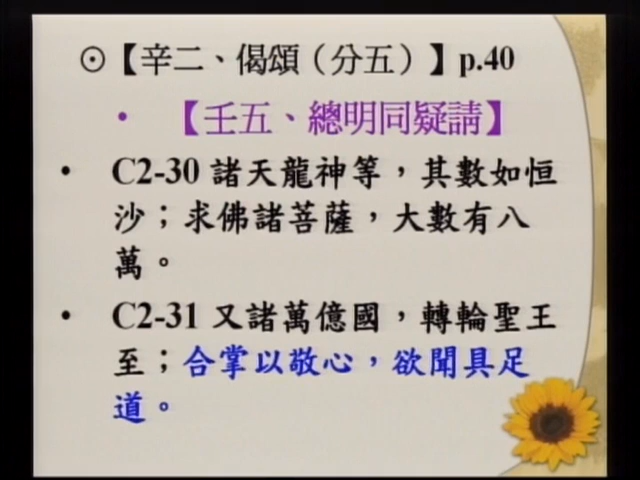 ⊙【辛二、偈頌（分五）】p.40
•【壬五、總明同疑請】
• C2-30 諸天龍神等，其數如恒
沙；求佛諸菩薩，大數有八
萬。
• C2-31 又諸萬億國，轉輪聖王
至；合掌以敬心，欲聞具足
道。